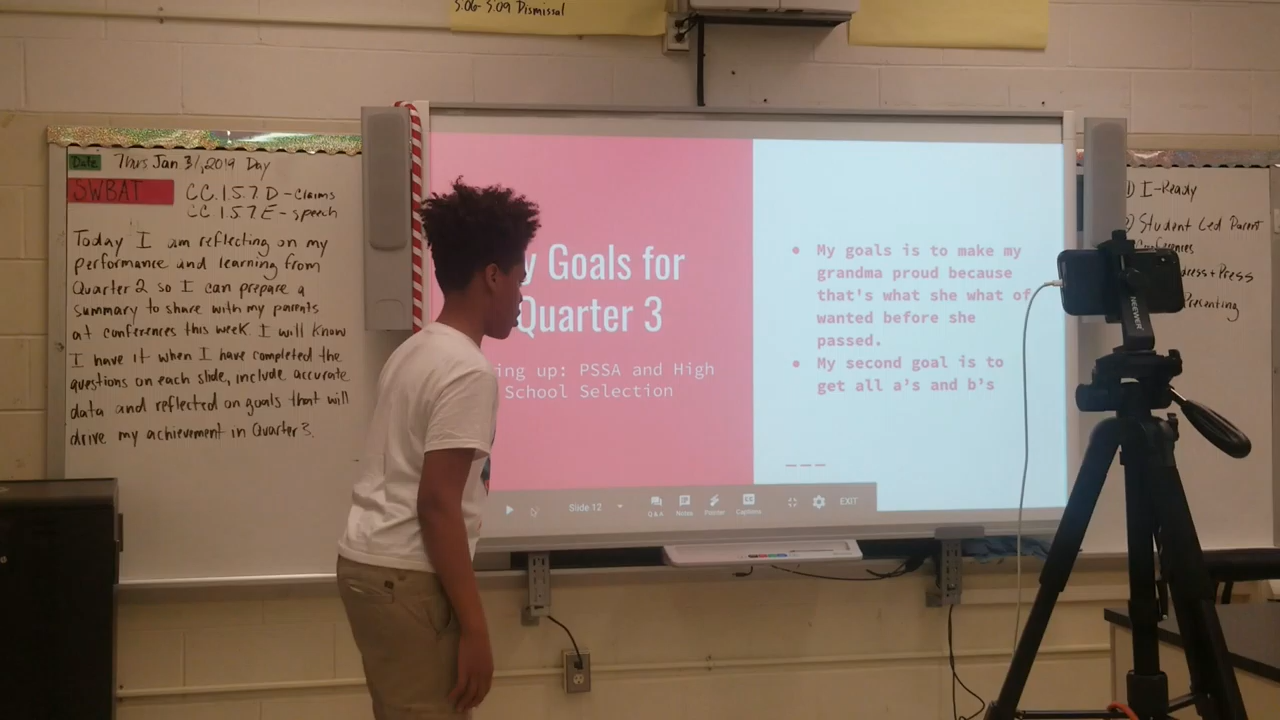 5:06-5:09 Dismissal
Date Thurs Jan 31, 2019 Day
SWBAT CC.1.5.7.D-Claims
CC 1.5.7 E-speech
Today I am reflecting on my
performance and learning from
Quarter 2 so I can prepare a
summary to share with my parents
at conferences this week. I will know
I have it when I have completed the
questions on each slide, include accurate
data and reflected on goals that will
drive my achievement in Quarter 3.
y Goals for
Quarter 3
ing up: PSSA and High
School Selection
• My goals is to make my
grandma proud because
that's what she what of
wanted before she
passed.
• My second goal is to
get all a's and b's
Slide 12
Q&A
Notes
Pointer
Captions
EXIT
1) I-Ready
2) Student Led Parent
Conferences
dress + Press
Presenting
NEEWER